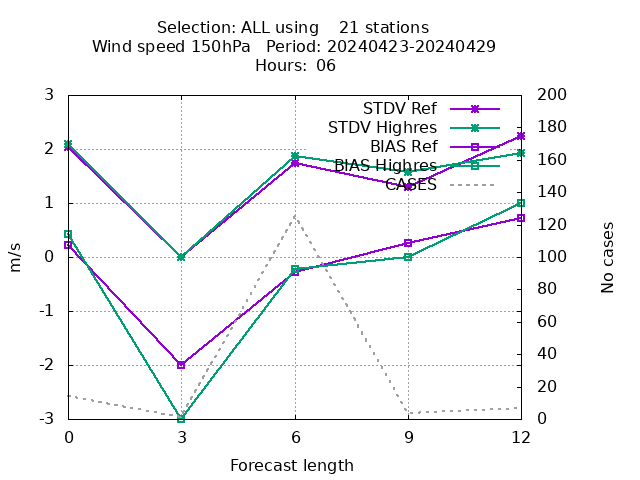 Selection: ALL using    21 stations
Wind speed 150hPa   Period: 20240423-20240429
Hours: 06
3
2
1
0
-1
-2
-3
m/s
200
180
160
140
120
100
80
60
40
20
0
No cases
STDV Ref
STDV Highres
BIAS Ref
BIAS Highres
CASES
0 3 6 9 12
Forecast length